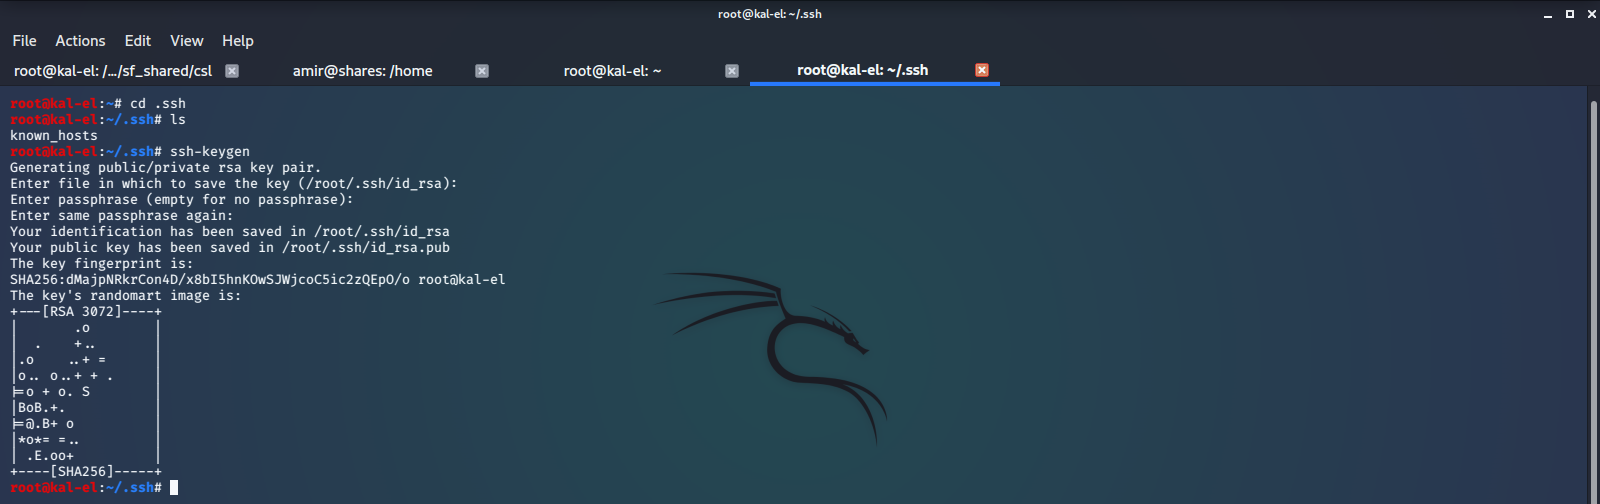 root@kal-el: ~/.ssh
File Actions Edit View Help
root@kal-el: /.../sf_shared/csl amir@shares: /home root@kal-el: ~ root@kal-el: ~/.ssh
root@kal-el:~# cd .ssh
root@kal-el:~/.ssh# ls
known_hosts
root@kal-el:~/.ssh# ssh-keygen
Generating public/private rsa key pair.
Enter file in which to save the key (/root/.ssh/id_rsa):
Enter passphrase (empty for no passphrase):
Enter same passphrase again:
Your identification has been saved in /root/.ssh/id_rsa
Your public key has been saved in /root/.ssh/id_rsa.pub
The key fingerprint is:
SHA256:dMajpNRkrCon4D/x8bI5hnKOwSJWjcoC5ic2zQEpO/o root@kal-el
The key's randomart image is:
+---[RSA 3072]----+
|       .o        |
|  .    +..       |
|.o    ..+ =      |
|o.. o..+ + .     |
|=o + o. S        |
|BoB.+.           |
|=@.B+ o          |
|*o*= =..         |
| .E.oo+          |
+----[SHA256]-----+
root@kal-el:~/.ssh#